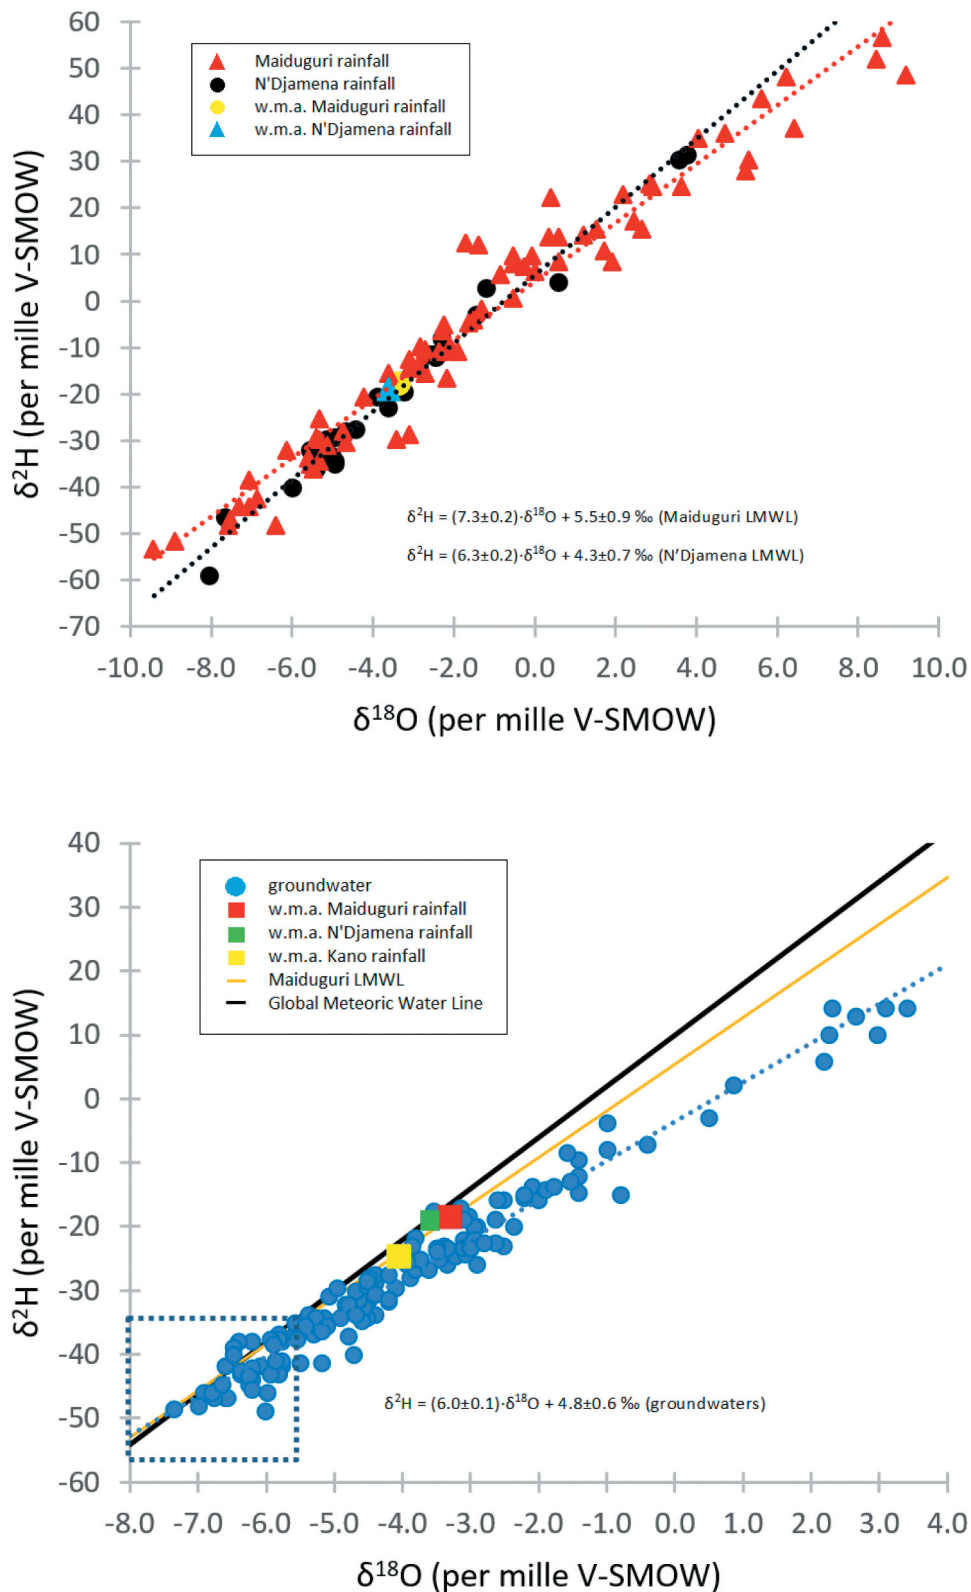 60
50
40
30
20
10
0
-10
-20
-30
-40
-50
-60
-70
δ²H (per mille V-SMOW)
Maiduguri rainfall
N'Djamena rainfall
w.m.a. Maiduguri rainfall
w.m.a. N'Djamena rainfall
δ²H = (7.3±0.2)·δ¹⁸O + 5.5±0.9 ‰ (Maiduguri LMWL)
δ²H = (6.3±0.2)·δ¹⁸O + 4.3±0.7 ‰ (N’Djamena LMWL)
-10.0 -8.0 -6.0 -4.0 -2.0 0.0 2.0 4.0 6.0 8.0 10.0
δ¹⁸O (per mille V-SMOW)
40
30
20
10
0
-10
-20
-30
-40
-50
-60
δ²H (per mille V-SMOW)
groundwater
w.m.a. Maiduguri rainfall
w.m.a. N'Djamena rainfall
w.m.a. Kano rainfall
Maiduguri LMWL
Global Meteoric Water Line
δ²H = (6.0±0.1)·δ¹⁸O + 4.8±0.6 ‰ (groundwaters)
-8.0 -7.0 -6.0 -5.0 -4.0 -3.0 -2.0 -1.0 0.0 1.0 2.0 3.0 4.0
δ¹⁸O (per mille V-SMOW)